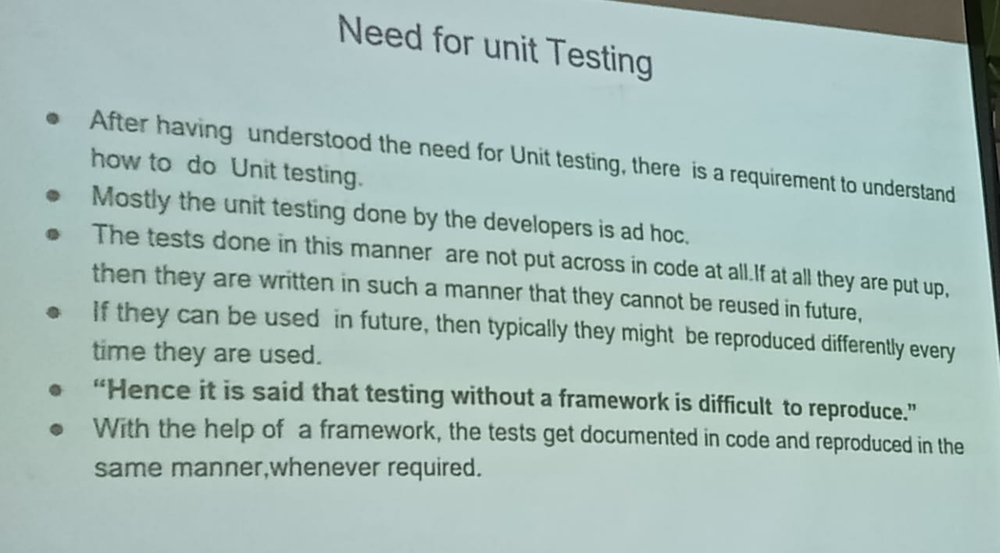 Need for unit Testing
• After having understood the need for Unit testing, there is a requirement to understand
how to do Unit testing.
• Mostly the unit testing done by the developers is ad hoc.
• The tests done in this manner are not put across in code at all.If at all they are put up,
then they are written in such a manner that they cannot be reused in future,
• If they can be used in future, then typically they might be reproduced differently every
time they are used.
• “Hence it is said that testing without a framework is difficult to reproduce.”
• With the help of a framework, the tests get documented in code and reproduced in the
same manner,whenever required.